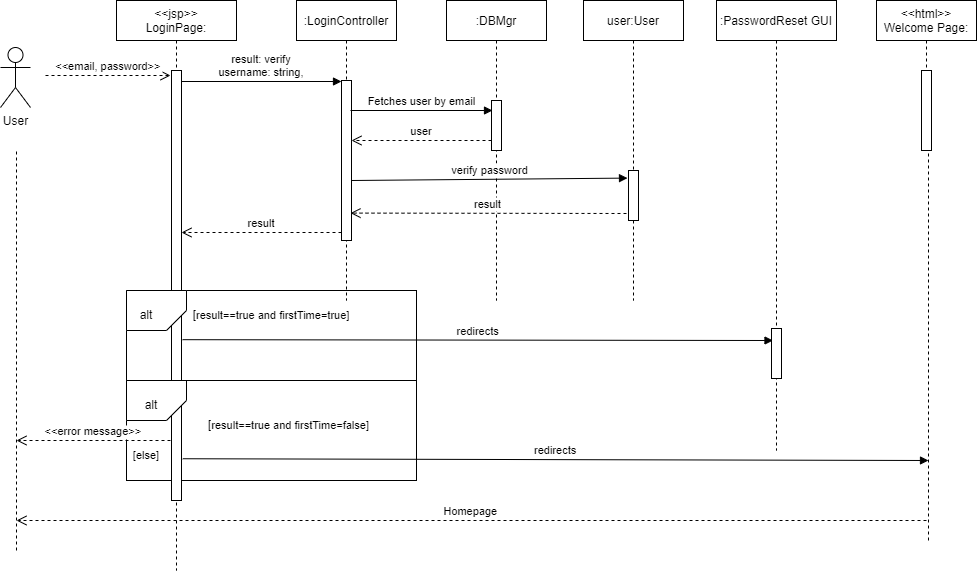 <<jsp>>
LoginPage:
:LoginController
:DBMgr
user:User
:PasswordReset GUI
<<html>>
Welcome Page:
<<email, password>>
User
result: verify
username: string,
Fetches user by email
user
verify password
result
result
alt
[result==true and firstTime=true]
redirects
alt
[result==true and firstTime=false]
<<error message>>
[else]
redirects
Homepage